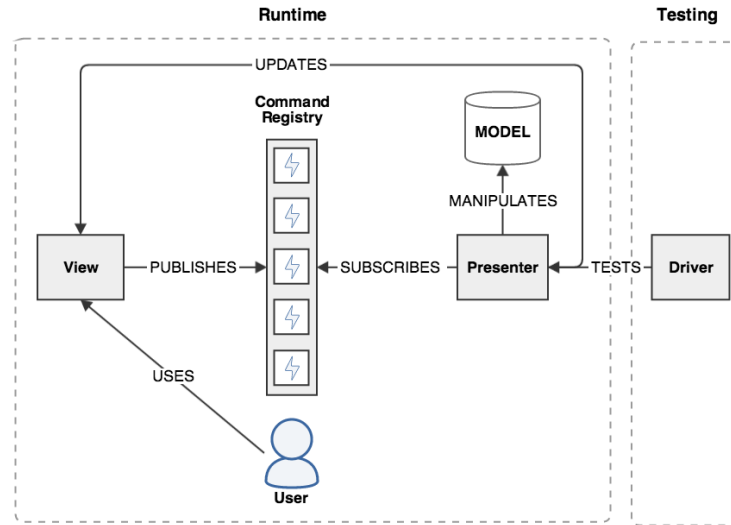 Runtime
Testing
UPDATES
Command
Registry
MODEL
MANIPULATES
View
PUBLISHES
SUBSCRIBES
Presenter
TESTS
Driver
USES
User